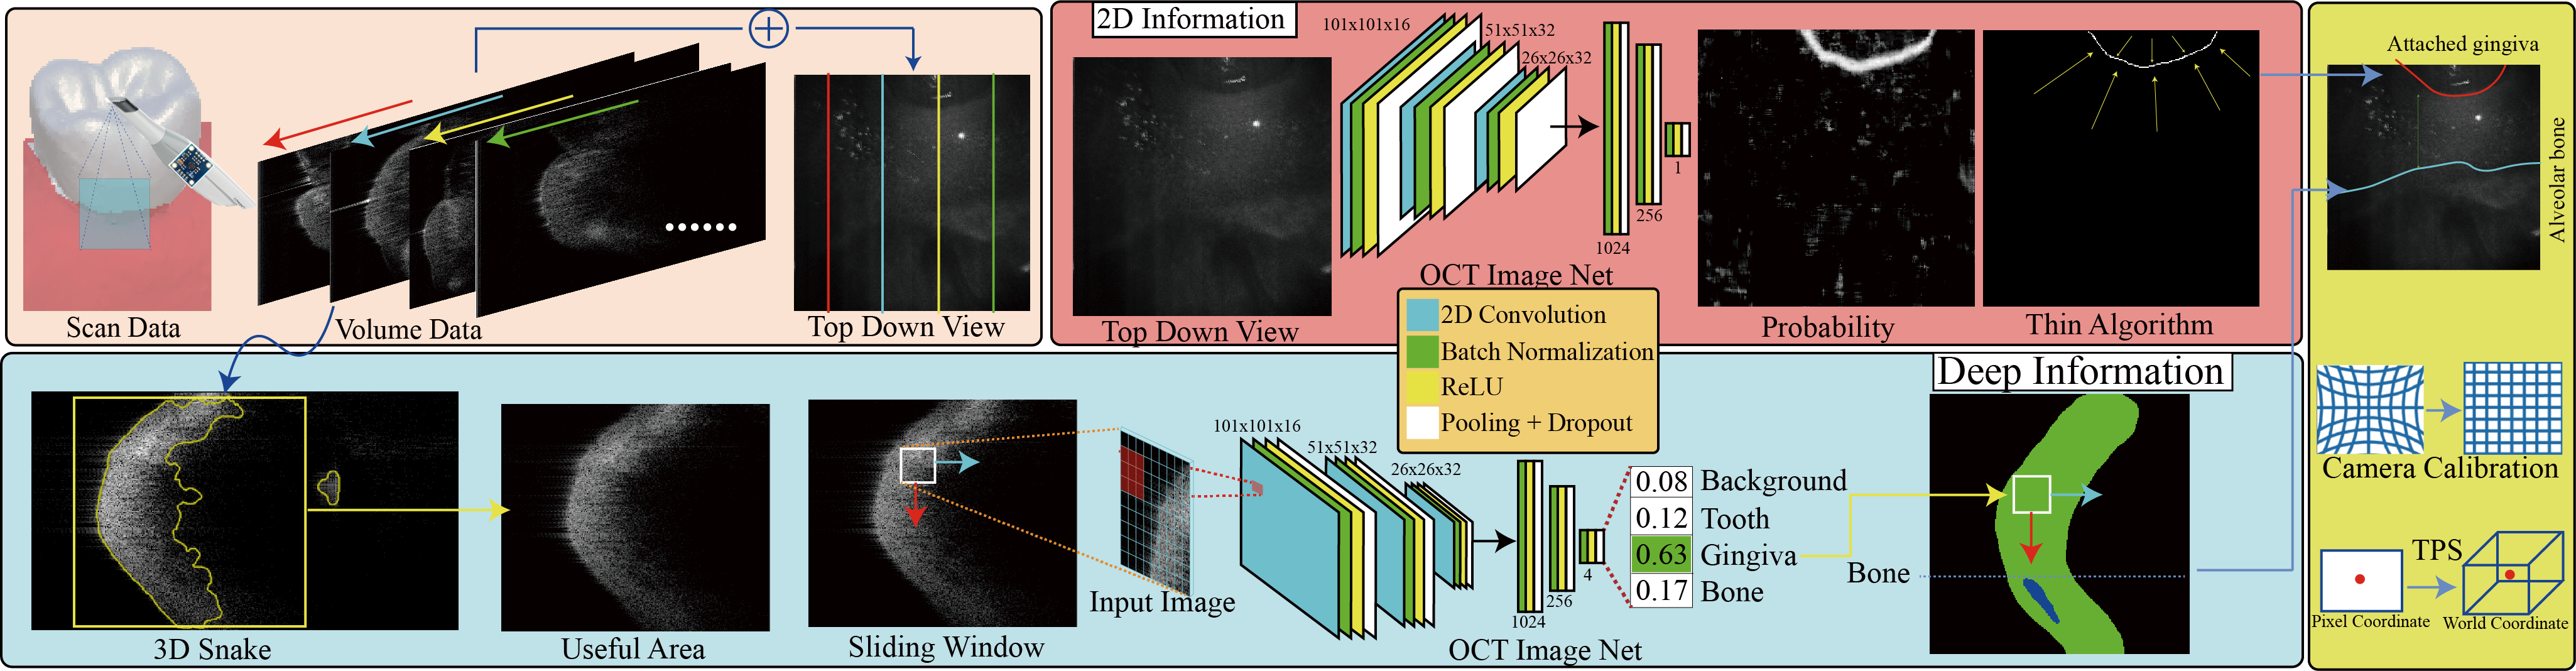 Scan Data
Volume Data
Top Down View
2D Information
Top Down View
101x101x16
51x51x32
26x26x32
1024
256
1
OCT Image Net
Probability
Thin Algorithm
2D Convolution
Batch Normalization
ReLU
Pooling + Dropout
3D Snake
Useful Area
Sliding Window
Input Image
101x101x16
51x51x32
26x26x32
1024
256
4
OCT Image Net
0.08 Background
0.12 Tooth
0.63 Gingiva
0.17 Bone
Deep Information
Bone
Attached gingiva
Alveolar bone
Camera Calibration
TPS
Pixel Coordinate
World Coordinate